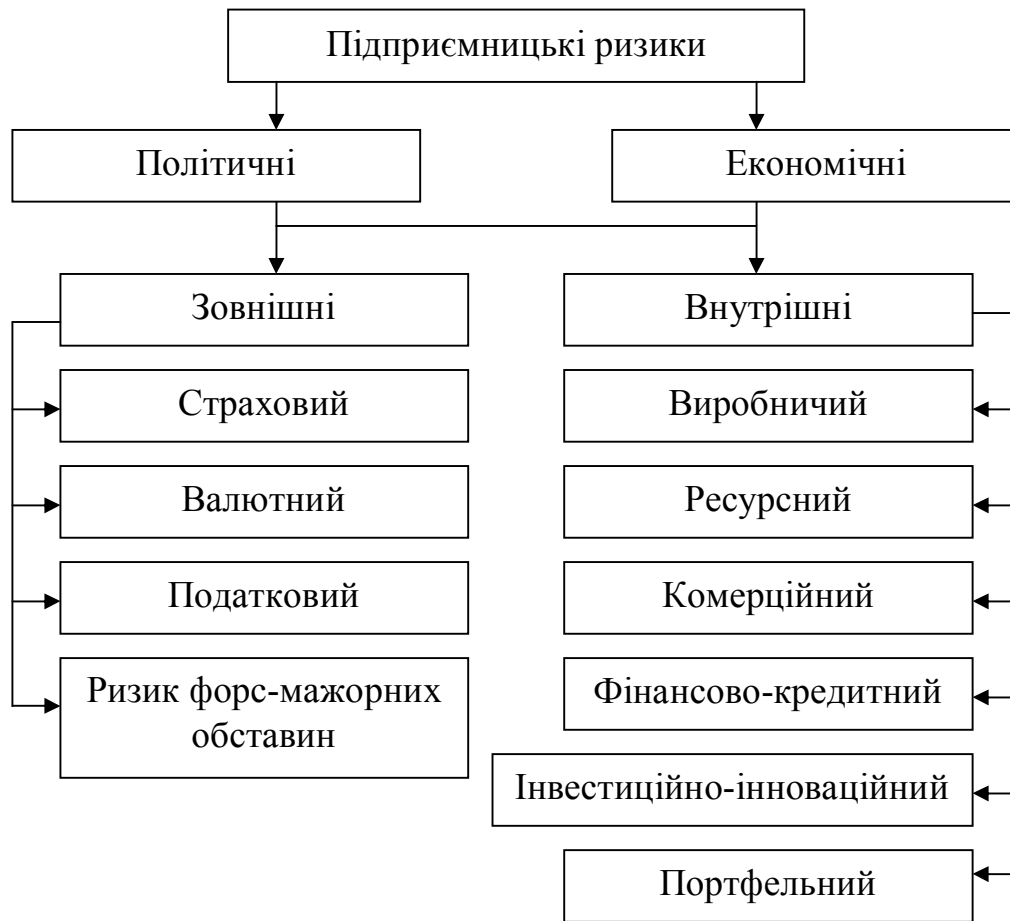 Підприємницькі ризики
Політичні
Економічні
Зовнішні
Внутрішні
Страховий
Виробничий
Валютний
Ресурсний
Податковий
Комерційний
Ризик форс-мажорних
обставин
Фінансово-кредитний
Інвестиційно-інноваційний
Портфельний